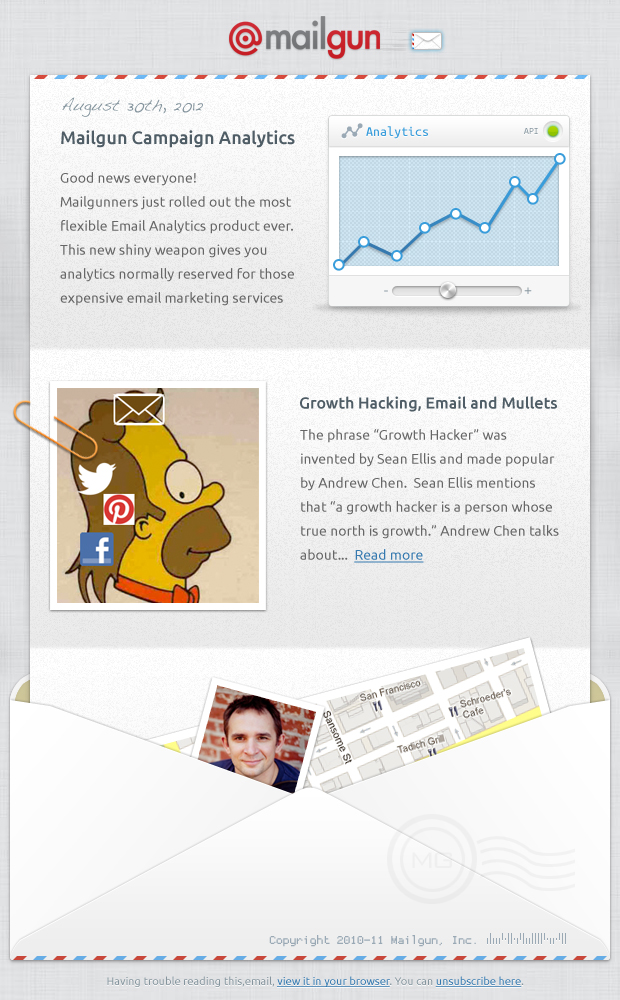 @mailgun
August 30th, 2012
Mailgun Campaign Analytics
Good news everyone!
Mailgunners just rolled out the most
flexible Email Analytics product ever.
This new shiny weapon gives you
analytics normally reserved for those
expensive email marketing services
Analytics
API
- +
Growth Hacking, Email and Mullets
The phrase “Growth Hacker” was
invented by Sean Ellis and made popular
by Andrew Chen.  Sean Ellis mentions
that “a growth hacker is a person whose
true north is growth.” Andrew Chen talks
about...  Read more
San Francisco
Schroeder's
Cafe
Sansome St
Tadich Grill
MG
Copyright 2010-11 Mailgun, Inc.
Having trouble reading this,email, view it in your browser. You can unsubscribe here.